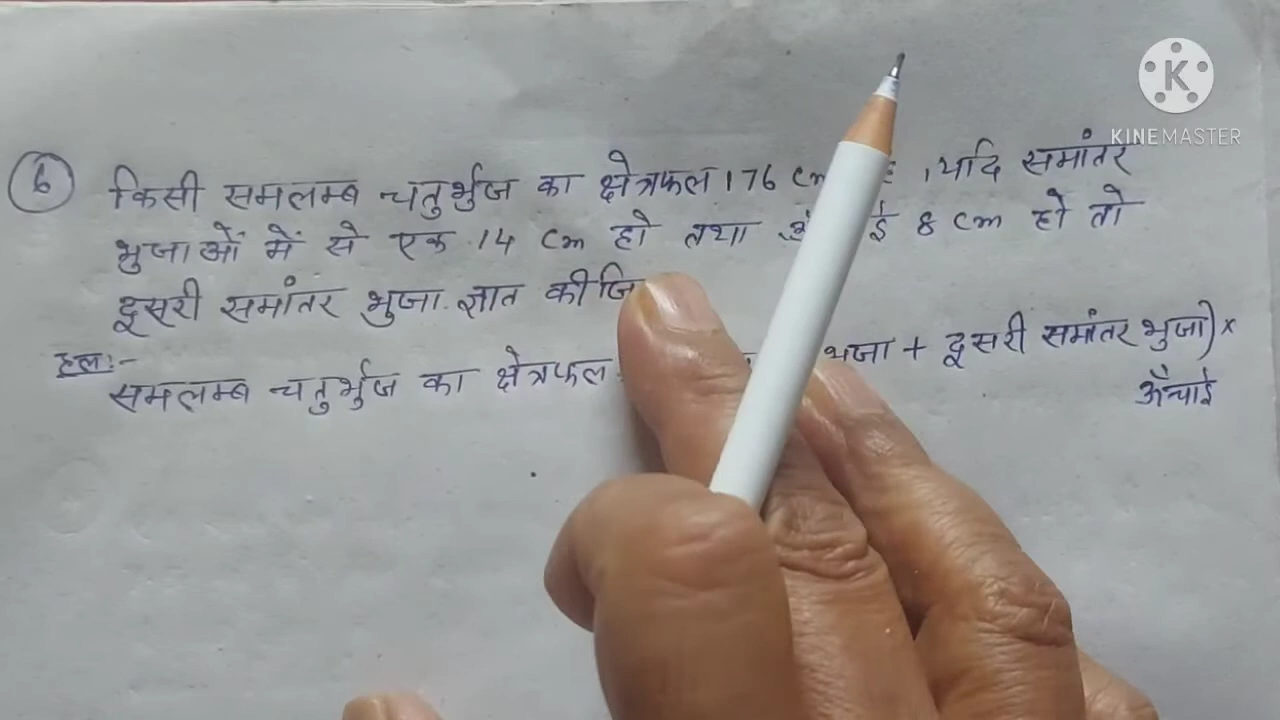 K
KINEMASTER
6 किसी समलम्ब चतुर्भुज का क्षेत्रफल 176 , यदि समांतर
भुजाओं में से एक 14 cm हो तथा 8 cm हो तो
दूसरी समांतर भुजा ज्ञात
हल:-
समलम्ब चतुर्भुज का क्षेत्रफल भुजा + दूसरी समांतर भुजा) ×
ऊँचाई